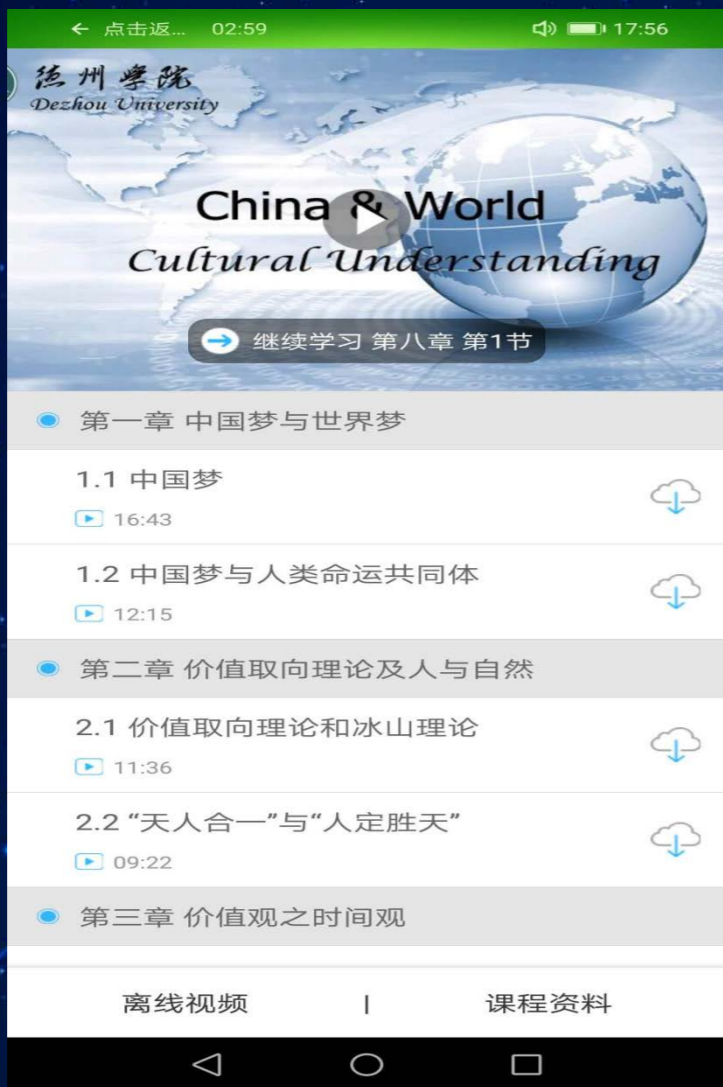 ← 点击返... 02:59 17:56
德州学院
Dezhou University
China & World
Cultural Understanding
继续学习 第八章 第1节
第一章 中国梦与世界梦
1.1 中国梦
16:43
1.2 中国梦与人类命运共同体
12:15
第二章 价值取向理论及人与自然
2.1 价值取向理论和冰山理论
11:36
2.2 “天人合一”与“人定胜天”
09:22
第三章 价值观之时间观
离线视频 | 课程资料